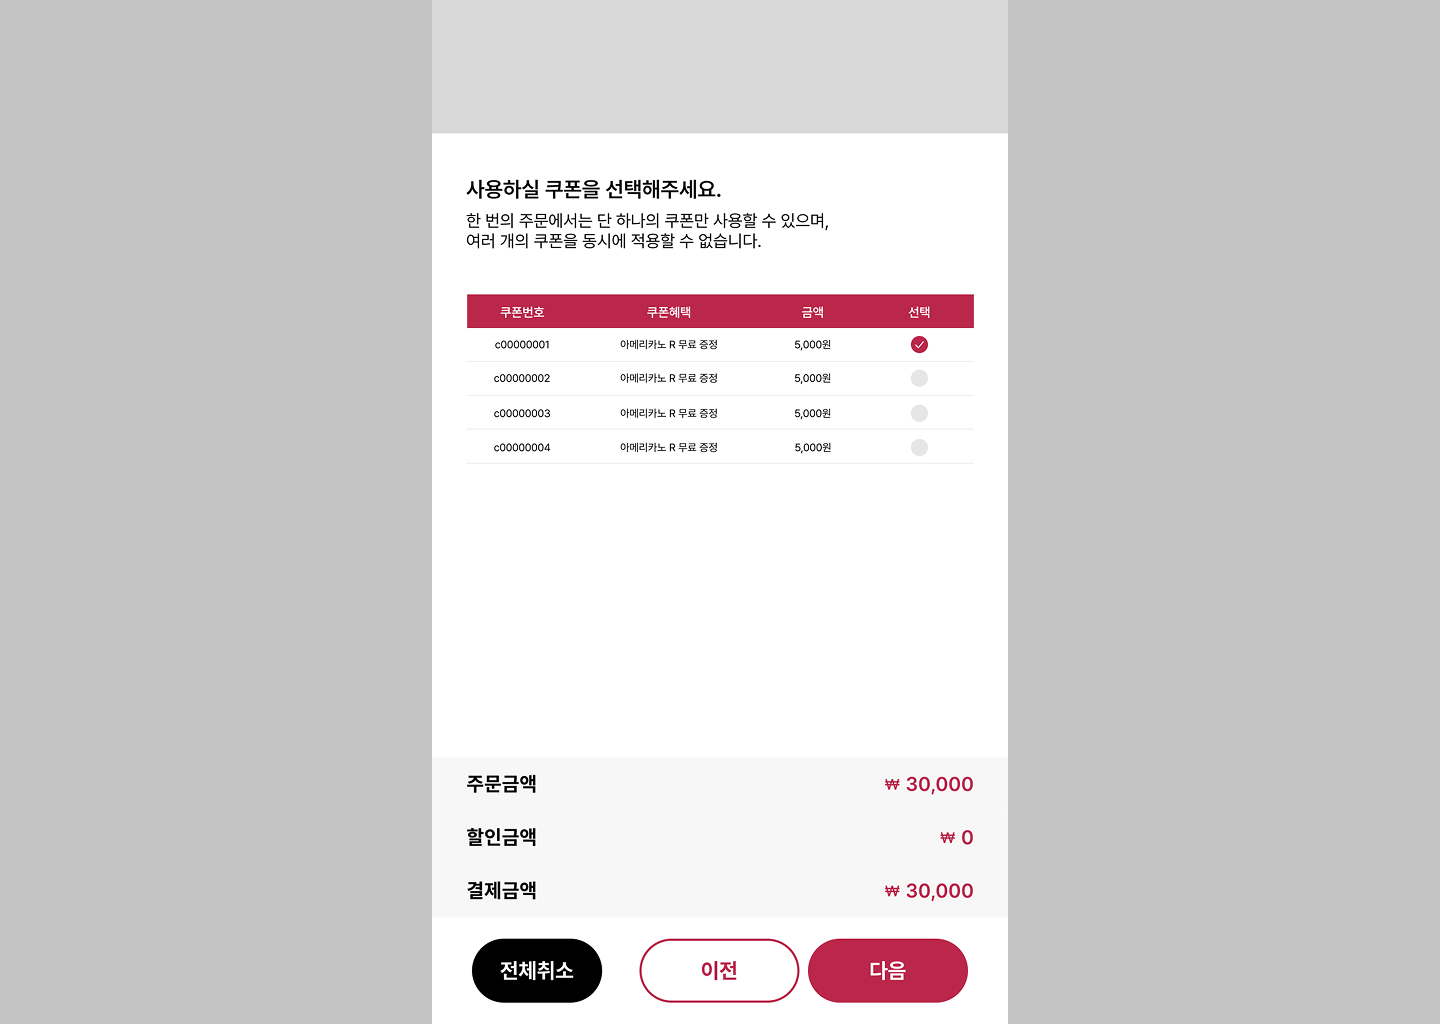 사용하실 쿠폰을 선택해주세요.
한 번의 주문에서는 단 하나의 쿠폰만 사용할 수 있으며,
여러 개의 쿠폰을 동시에 적용할 수 없습니다.
쿠폰번호 쿠폰혜택 금액 선택
c00000001 아메리카노 R 무료 증정 5,000원
c00000002 아메리카노 R 무료 증정 5,000원
c00000003 아메리카노 R 무료 증정 5,000원
c00000004 아메리카노 R 무료 증정 5,000원
주문금액 ₩ 30,000
할인금액 ₩ 0
결제금액 ₩ 30,000
전체취소 이전 다음